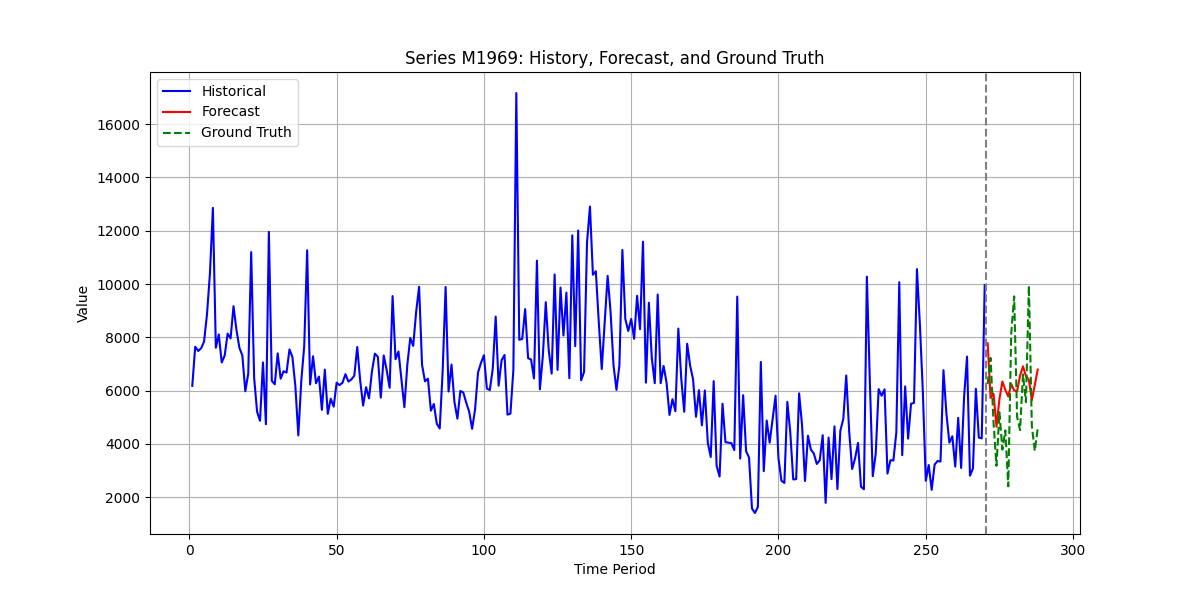 Series M1969: History, Forecast, and Ground Truth
Historical
Forecast
Ground Truth
Value
16000
14000
12000
10000
8000
6000
4000
2000
0 50 100 150 200 250 300
Time Period